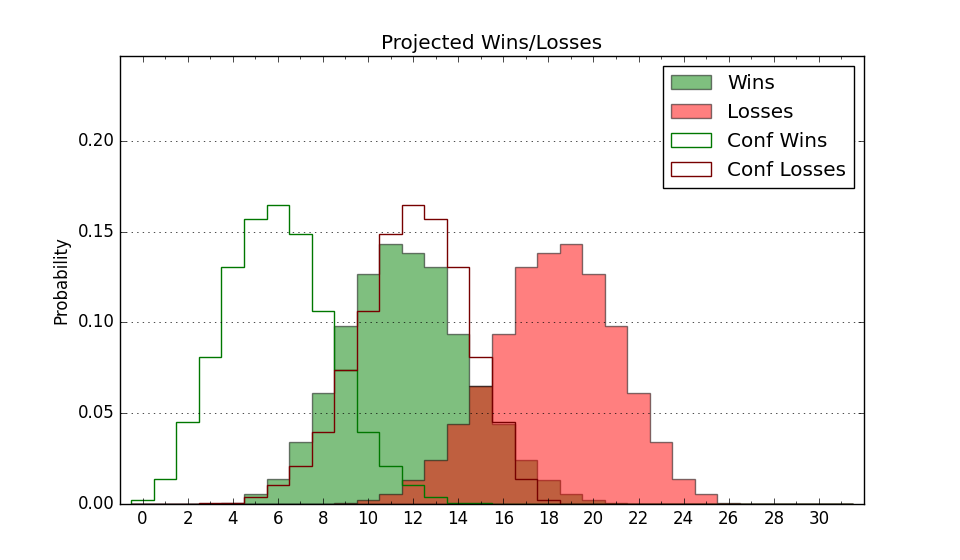 Projected Wins/Losses
Wins
Losses
Conf Wins
Conf Losses
Probability
0.20
0.15
0.10
0.05
0.00
0 2 4 6 8 10 12 14 16 18 20 22 24 26 28 30